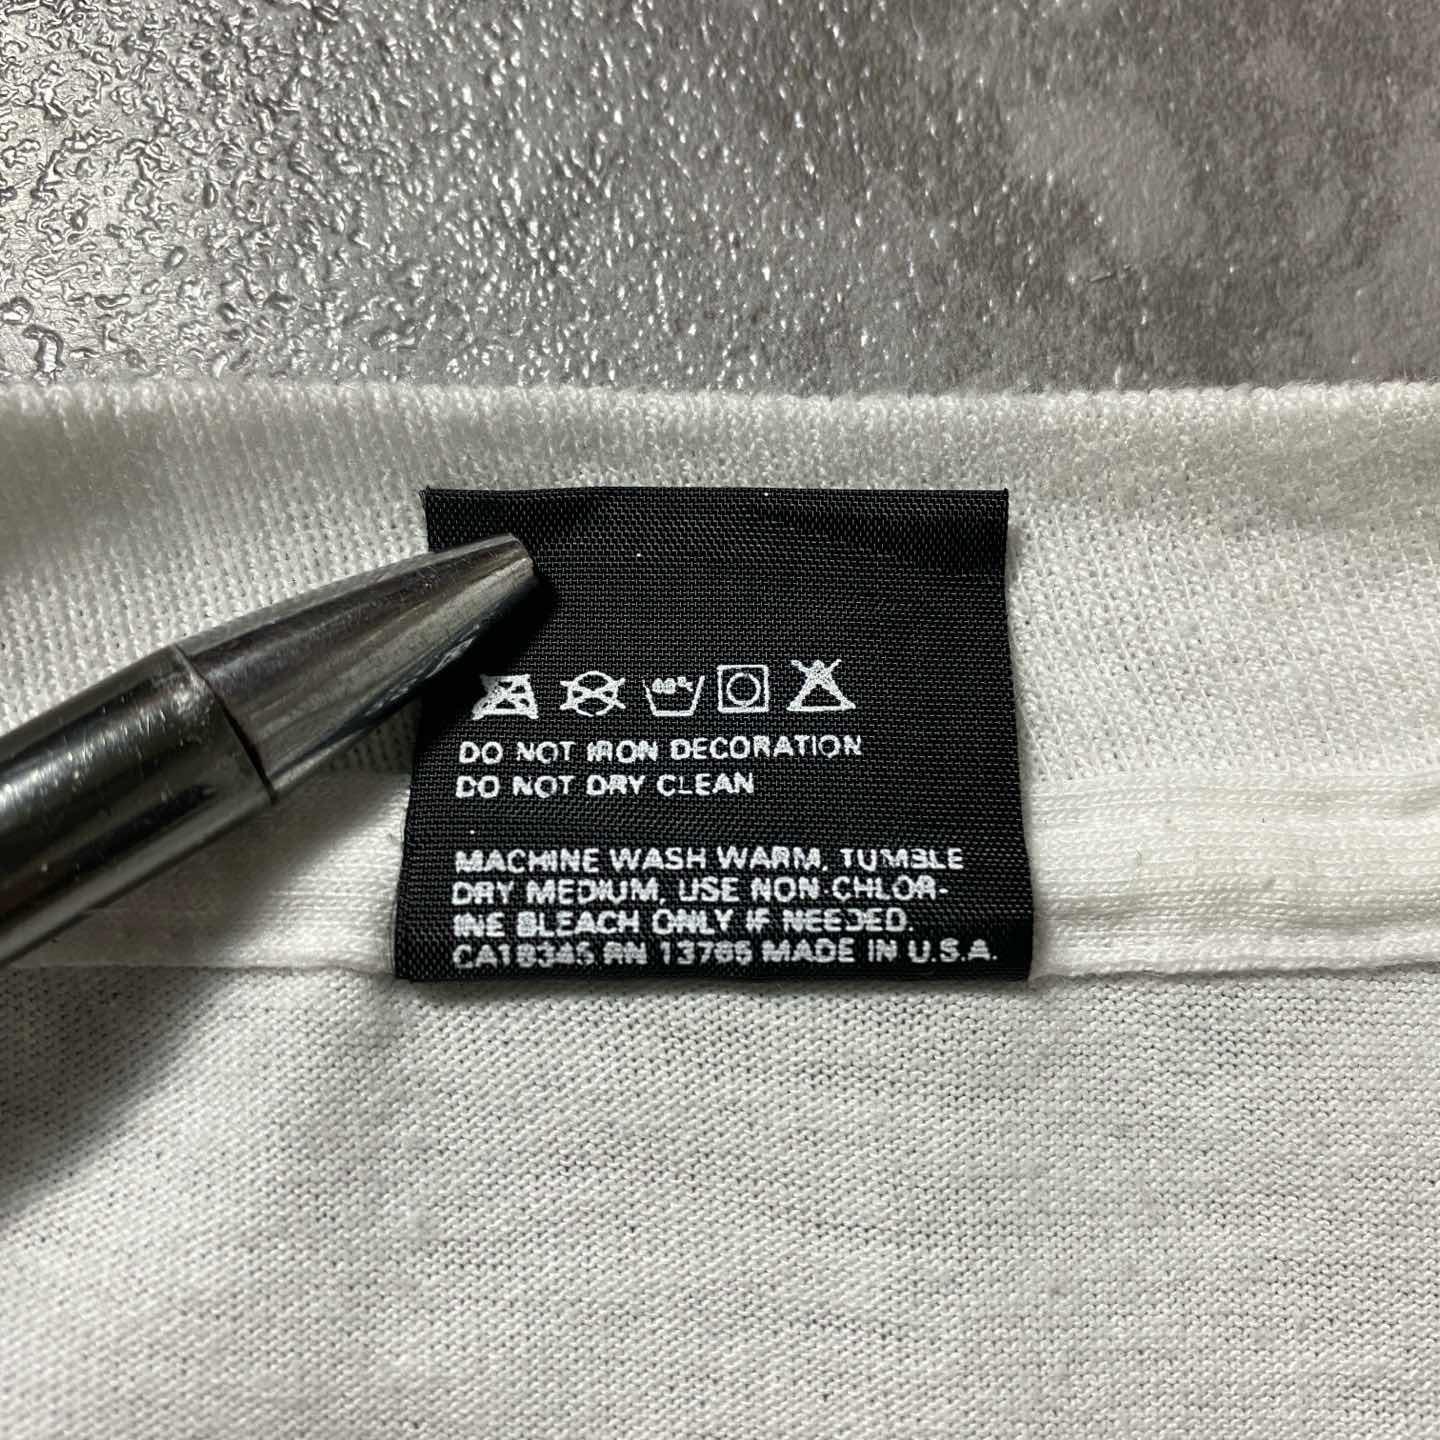 40°c
DO NOT IRON DECORATION
DO NOT DRY CLEAN
MACHINE WASH WARM, TUMBLE
DRY MEDIUM, USE NON-CHLOR-
INE BLEACH ONLY IF NEEDED.
CA18345 RN 13765 MADE IN U.S.A.